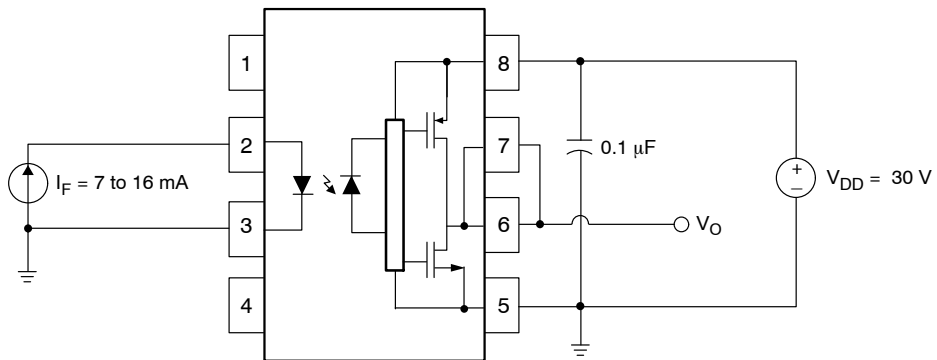 1
8
2
7
I_F = 7 to 16 mA
0.1 μF
+
–
V_DD = 30 V
3
6
V_O
4
5